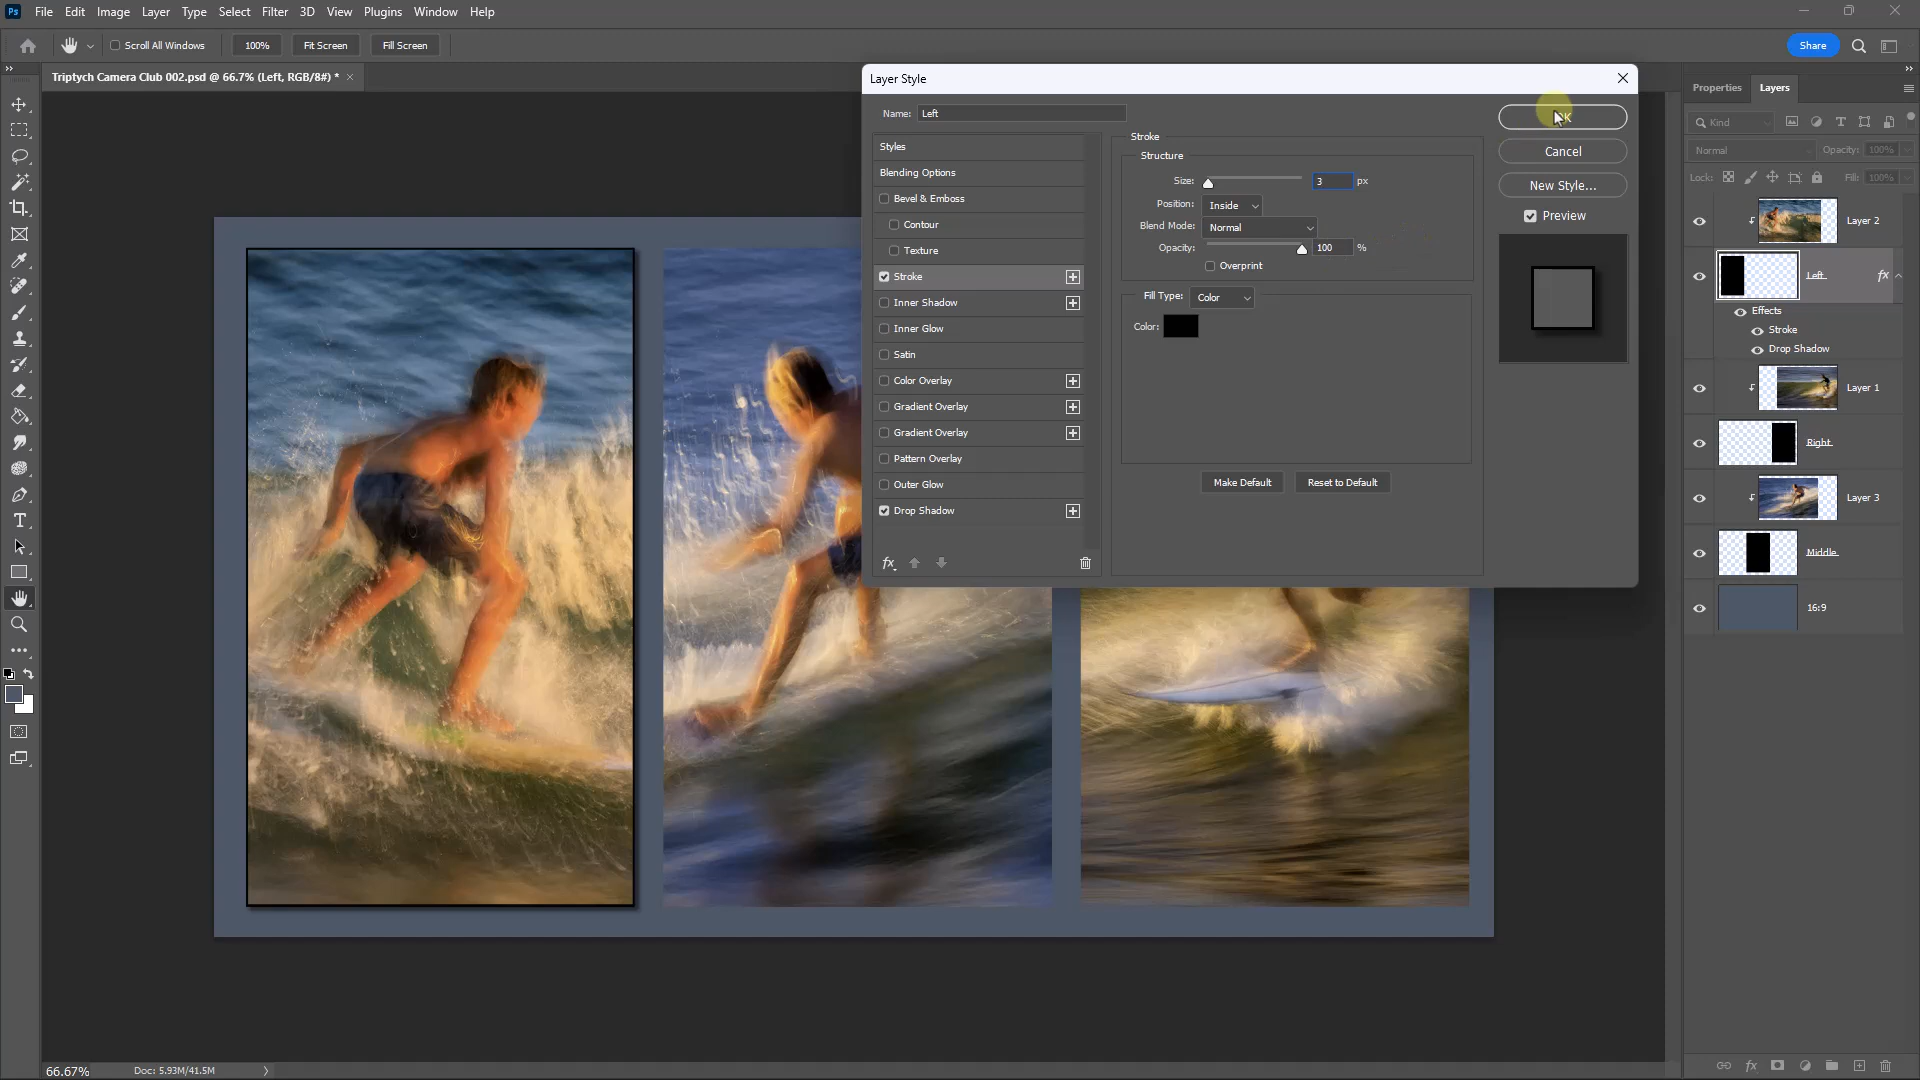 Ps File Edit Image Layer Type Select Filter 3D View Plugins Window Help
Scroll All Windows 100% Fit Screen Fill Screen Share
Triptych Camera Club 002.psd @ 66.7% (Left, RGB/8#) *
Layer Style
Name: Left
Styles
Blending Options
Bevel & Emboss
Contour
Texture
Stroke
Inner Shadow
Inner Glow
Satin
Color Overlay
Gradient Overlay
Gradient Overlay
Pattern Overlay
Outer Glow
Drop Shadow
fx
Stroke
Structure
Size: 3 px
Position: Inside
Blend Mode: Normal
Opacity: 100 %
Overprint
Fill Type: Color
Color:
Make Default Reset to Default
Cancel
New Style...
Preview
Properties Layers
Kind
Normal Opacity: 100%
Lock: Fill: 100%
Layer 2
Left fx
Effects
Stroke
Drop Shadow
Layer 1
Right
Layer 3
Middle
16:9
fx
66.67% Doc: 5.93M/41.5M